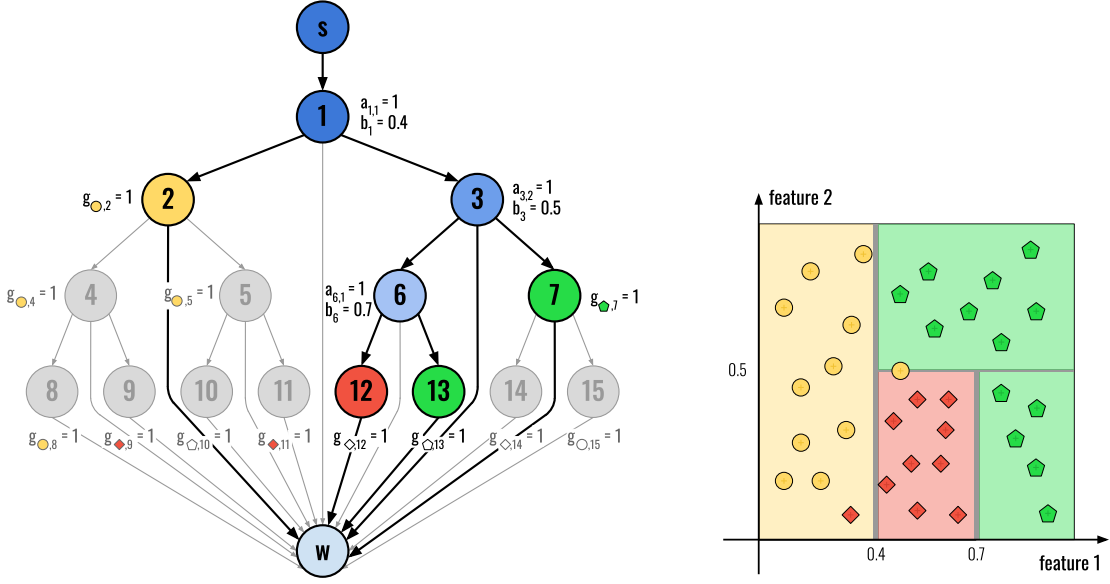 s
1
a1,1 = 1
b1 = 0.4
2
g,2 = 1
3
a3,2 = 1
b3 = 0.5
4
g,4 = 1
5
g,5 = 1
6
a6,1 = 1
b6 = 0.7
7
g,7 = 1
8
9
10
11
12
13
14
15
g,8 = 1
g,9 = 1
g,10 = 1
g,11 = 1
g,12 = 1
g,13 = 1
g,14 = 1
g,15 = 1
w
feature 2
0.5
0.4
0.7
feature 1